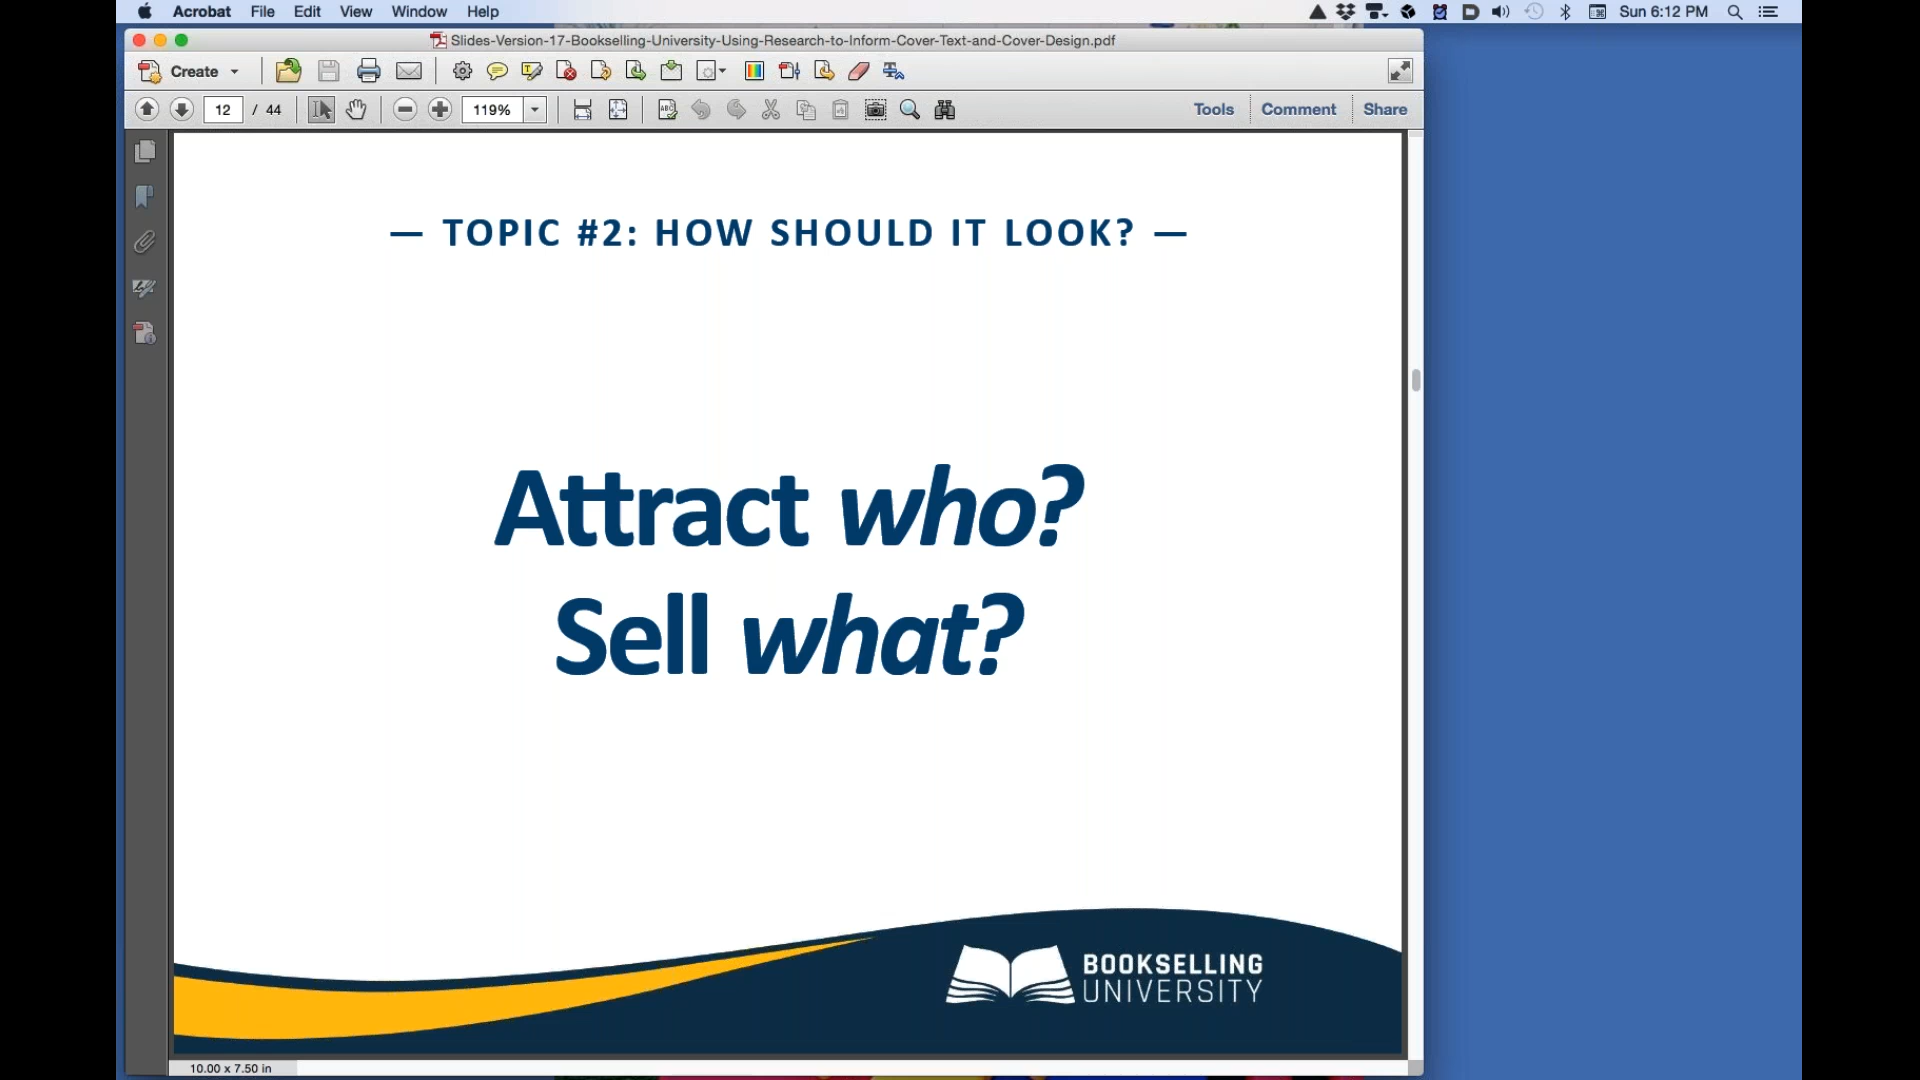 Acrobat File Edit View Window Help Sun 6:12 PM
Slides-Version-17-Bookselling-University-Using-Research-to-Inform-Cover-Text-and-Cover-Design.pdf
Create
12 / 44 119% Tools Comment Share
— TOPIC #2: HOW SHOULD IT LOOK? —
Attract who?
Sell what?
BOOKSELLING
UNIVERSITY
10.00 x 7.50 in